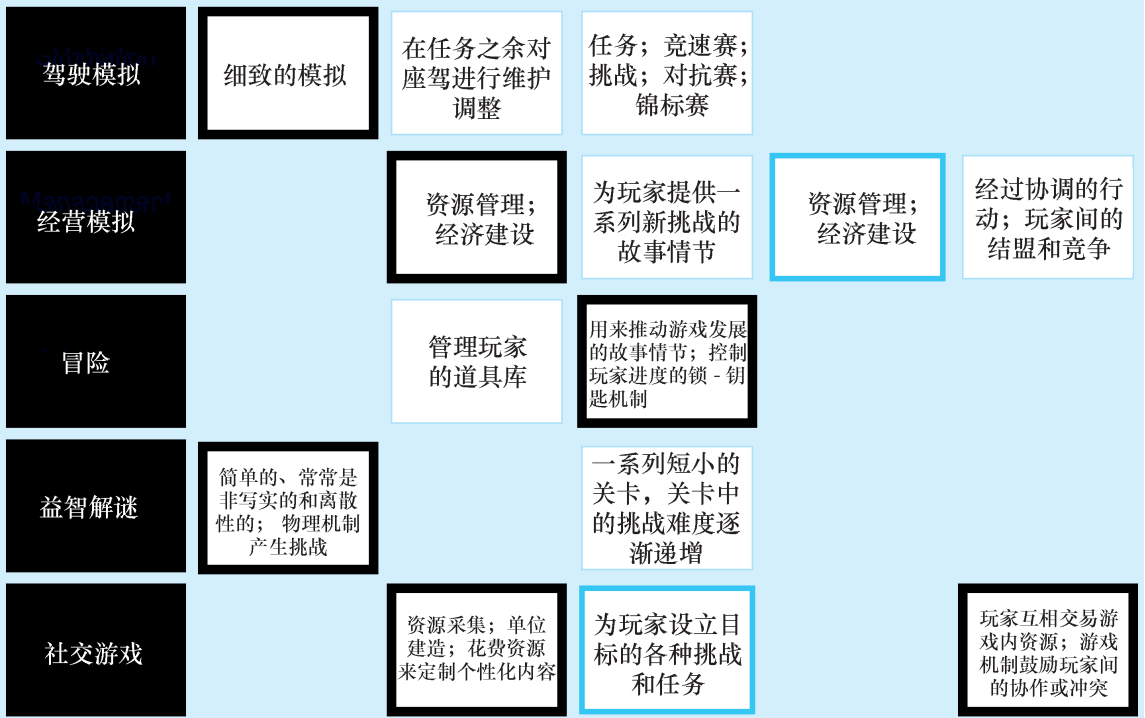 驾驶模拟
细致的模拟
在任务之余对
座驾进行维护
调整
任务；竞速赛；
挑战；对抗赛；
锦标赛
Management
经营模拟
资源管理；
经济建设
为玩家提供一
系列新挑战的
故事情节
资源管理；
经济建设
经过协调的行
动；玩家间的
结盟和竞争
冒险
管理玩家
的道具库
用来推动游戏发展
的故事情节；控制
玩家进度的锁 - 钥
匙机制
益智解谜
简单的、常常是
非写实的和离散
性的； 物理机制
产生挑战
一系列短小的
关卡，关卡中
的挑战难度逐
渐递增
社交游戏
资源采集；单位
建造；花费资源
来定制个性化内容
为玩家设立目
标的各种挑战
和任务
玩家互相交易游
戏内资源；游戏
机制鼓励玩家间
的协作或冲突